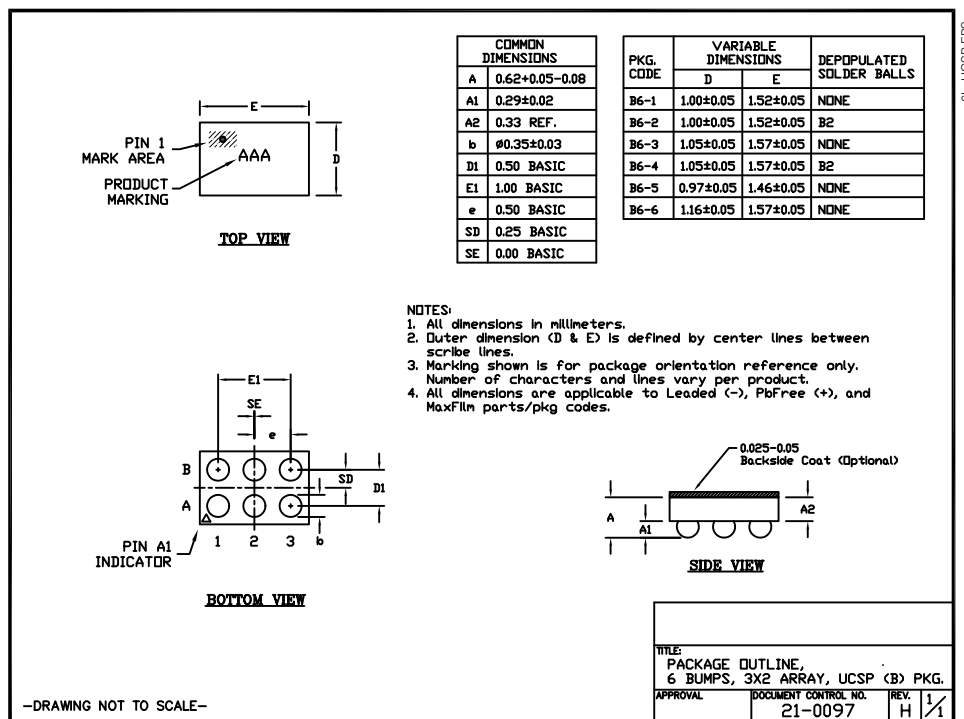 COMMON
DIMENSIONS
A 0.62+0.05-0.08
A1 0.29±0.02
A2 0.33 REF.
b ø0.35±0.03
D1 0.50 BASIC
E1 1.00 BASIC
e 0.50 BASIC
SD 0.25 BASIC
SE 0.00 BASIC
PKG. CODE VARIABLE DIMENSIONS DEPOPULATED SOLDER BALLS
D E
B6-1 1.00±0.05 1.52±0.05 NONE
B6-2 1.00±0.05 1.52±0.05 B2
B6-3 1.05±0.05 1.57±0.05 NONE
B6-4 1.05±0.05 1.57±0.05 B2
B6-5 0.97±0.05 1.46±0.05 NONE
B6-6 1.16±0.05 1.57±0.05 NONE
E
D
PIN 1
MARK AREA
AAA
PRODUCT
MARKING
TOP VIEW
NOTES:
1. All dimensions in millimeters.
2. Outer dimension (D & E) is defined by center lines between
scribe lines.
3. Marking shown is for package orientation reference only.
Number of characters and lines vary per product.
4. All dimensions are applicable to Leaded (-), PbFree (+), and
MaxFilm parts/pkg codes.
E1
SE
e
B
A
SD
D1
1 2 3 b
PIN A1
INDICATOR
BOTTOM VIEW
0.025-0.05
Backside Coat (Optional)
A
A1
A2
SIDE VIEW
TITLE:
PACKAGE OUTLINE,
6 BUMPS, 3X2 ARRAY, UCSP (B) PKG.
APPROVAL DOCUMENT CONTROL NO. REV.
21-0097 H 1/1
-DRAWING NOT TO SCALE-